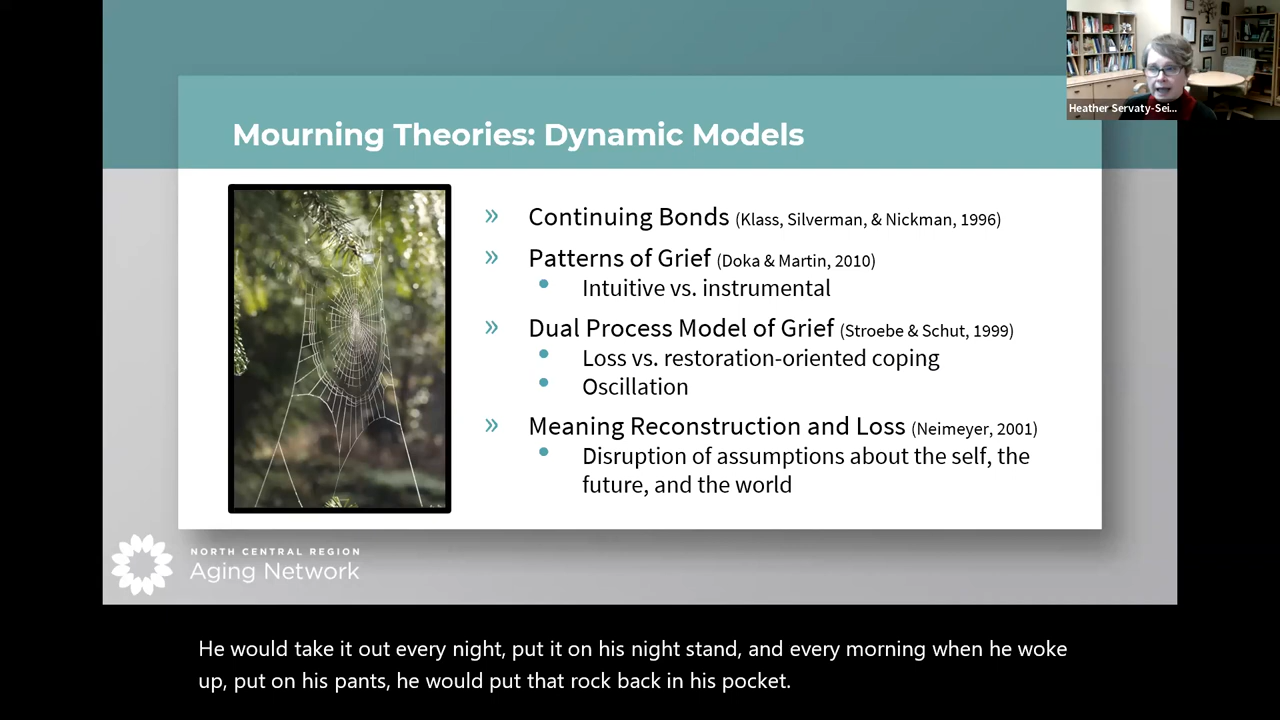 Heather Servaty-Sei...
Mourning Theories: Dynamic Models
» Continuing Bonds (Klass, Silverman, & Nickman, 1996)
» Patterns of Grief (Doka & Martin, 2010)
• Intuitive vs. instrumental
» Dual Process Model of Grief (Stroebe & Schut, 1999)
• Loss vs. restoration-oriented coping
• Oscillation
» Meaning Reconstruction and Loss (Neimeyer, 2001)
• Disruption of assumptions about the self, the
future, and the world
NORTH CENTRAL REGION
Aging Network
He would take it out every night, put it on his night stand, and every morning when he woke
up, put on his pants, he would put that rock back in his pocket.